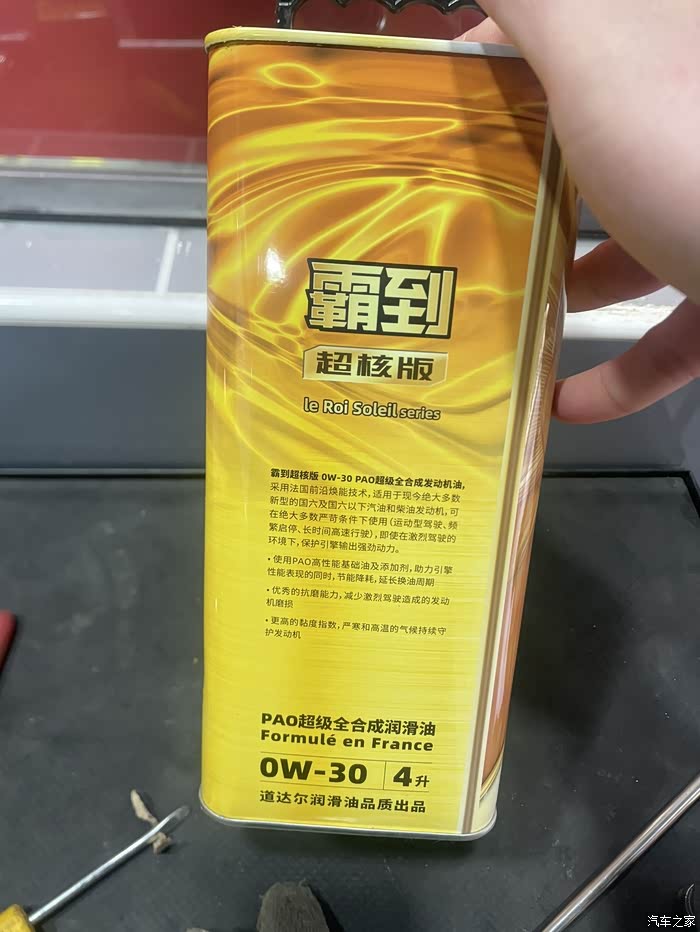 霸到
超核版
le Roi Soleil series
霸到超核版 0W-30 PAO超级全合成发动机油,
采用法国前沿焕能技术,适用于现今绝大多数
新型的国六及国六以下汽油和柴油发动机,可
在绝大多数严苛条件下使用(运动型驾驶、频
繁启停、长时间高速行驶),即使在激烈驾驶的
环境下,保护引擎输出强劲动力。
• 使用PAO高性能基础油及添加剂,助力引擎
性能表现的同时,节能降耗,延长换油周期
• 优秀的抗磨能力,减少激烈驾驶造成的发动
机磨损
• 更高的黏度指数,严寒和高温的气候持续守
护发动机
PAO超级全合成润滑油
Formulé en France
0W-30 4升
道达尔润滑油品质出品
汽车之家